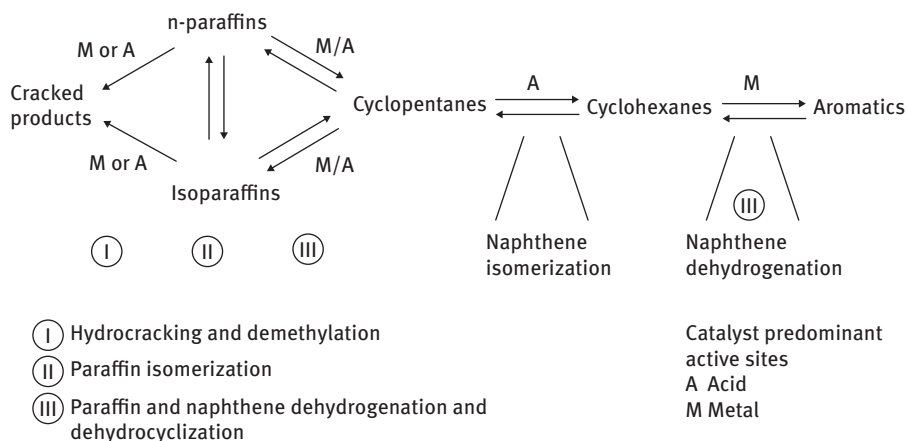 n-paraffins
M or A
M/A
Cracked
products
Cyclopentanes
A
Cyclohexanes
M
Aromatics
M or A
M/A
Isoparaffins
I
II
III
Naphthene
isomerization
III
Naphthene
dehydrogenation
I Hydrocracking and demethylation
II Paraffin isomerization
III Paraffin and naphthene dehydrogenation and
dehydrocyclization
Catalyst predominant
active sites
A Acid
M Metal